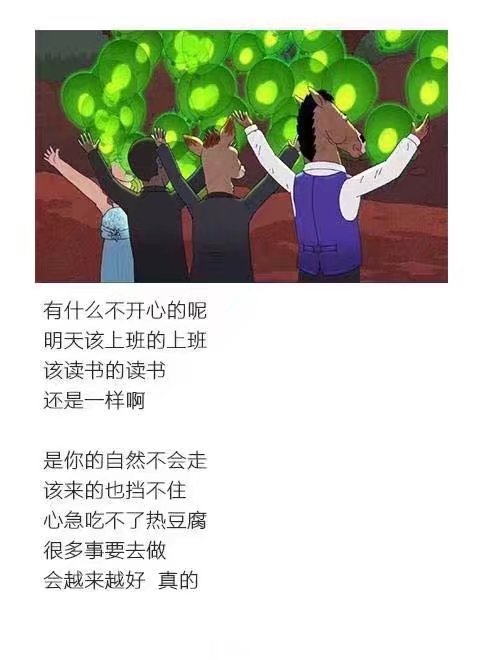 有什么不开心的呢
明天该上班的上班
该读书的读书
还是一样啊
是你的自然不会走
该来的也挡不住
心急吃不了热豆腐
很多事要去做
会越来越好 真的